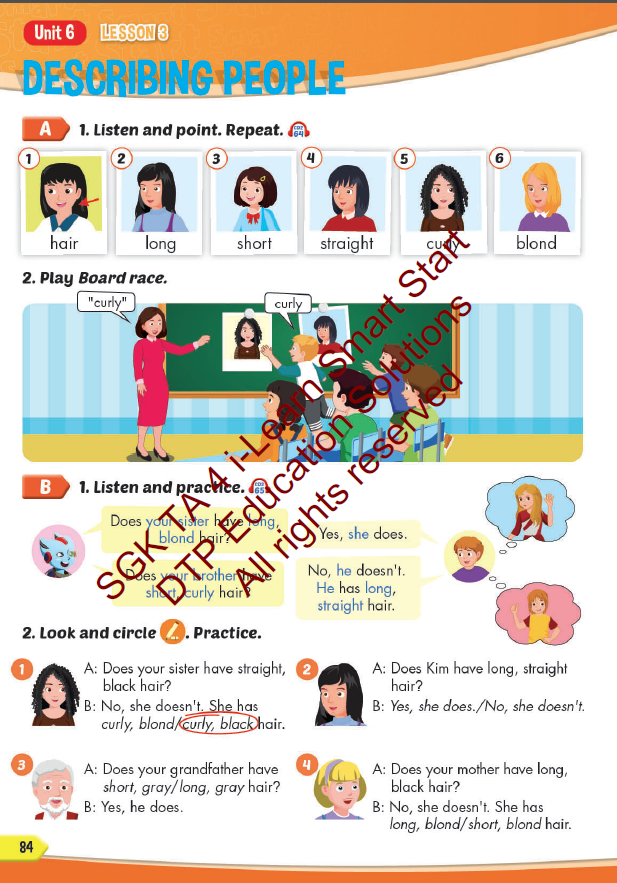 Unit 6 LESSON 3
DESCRIBING PEOPLE
A 1. Listen and point. Repeat. CD2 64
1
hair
2
long
3
short
4
straight
5
curly
6
blond
2. Play Board race.
"curly"
curly
B 1. Listen and practice. CD2 65
Does your sister have long,
blond hair?
Yes, she does.
Does your brother have
short, curly hair?
No, he doesn't.
He has long,
straight hair.
2. Look and circle . Practice.
1
A: Does your sister have straight,
black hair?
B: No, she doesn't. She has
curly, blond/curly, black hair.
2
A: Does Kim have long, straight
hair?
B: Yes, she does./No, she doesn't.
3
A: Does your grandfather have
short, gray/long, gray hair?
B: Yes, he does.
4
A: Does your mother have long,
black hair?
B: No, she doesn't. She has
long, blond/short, blond hair.
84
SGK TA 4 i-Learn Smart Start
DTP Education Solutions
All rights reserved